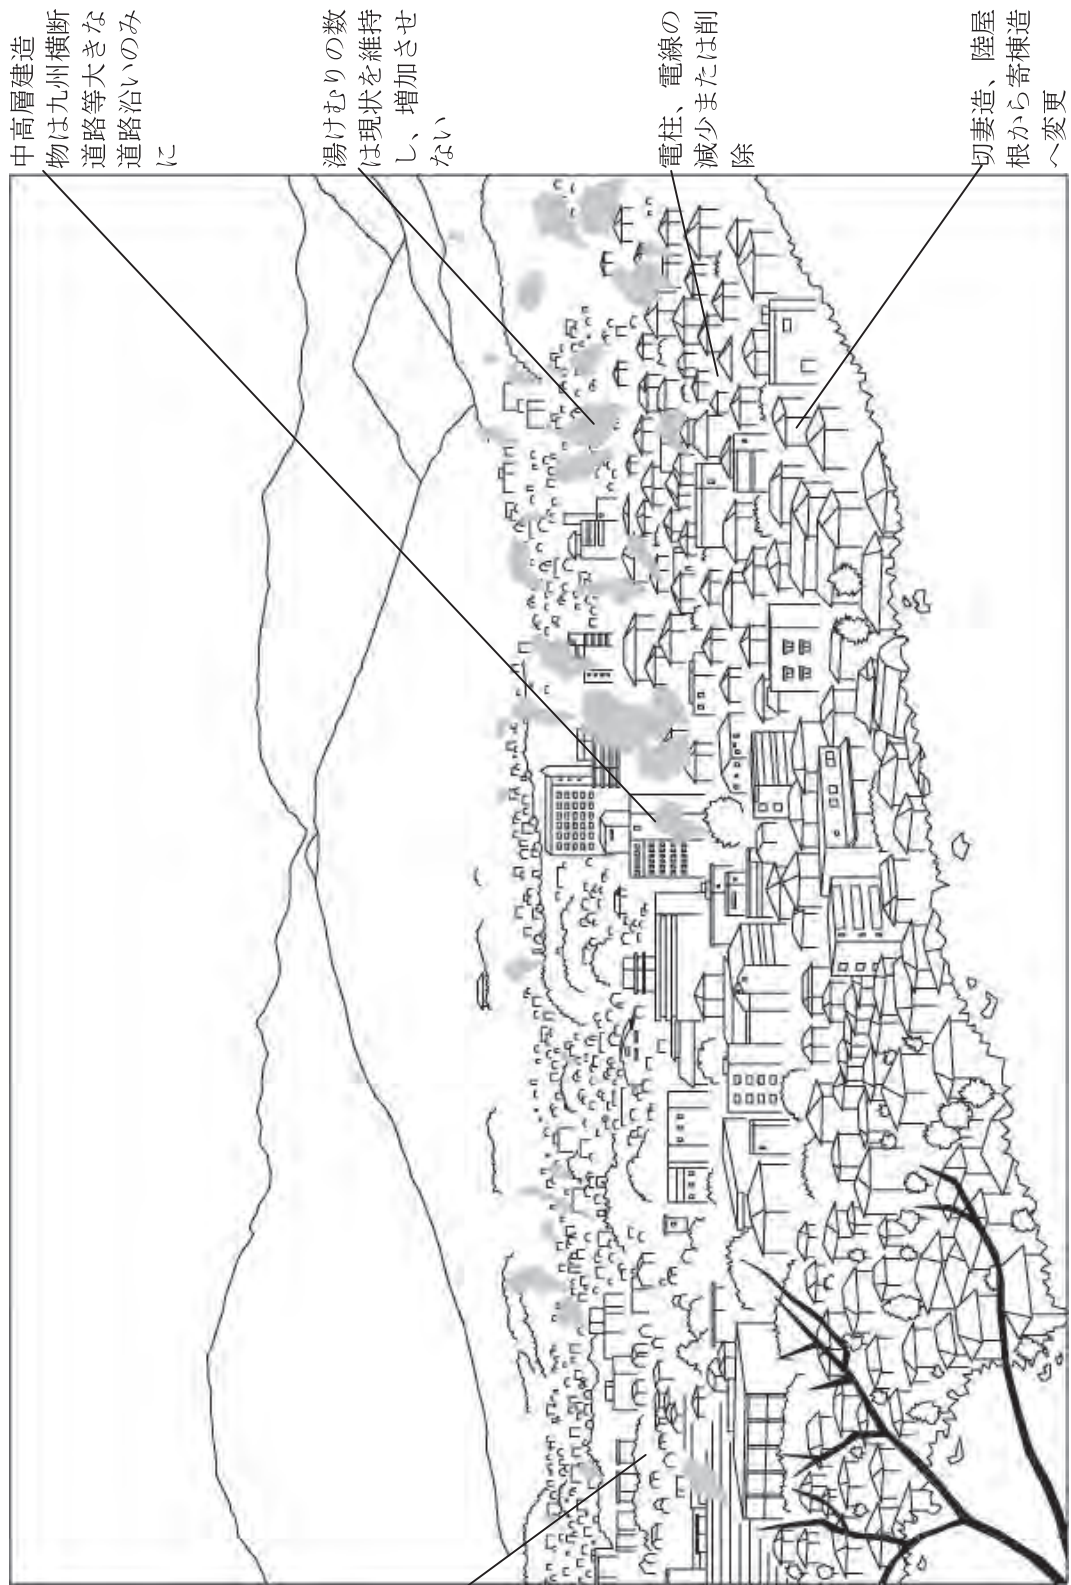 中高層建造
物は九州横断
道路等大きな
道路沿いのみ
に
湯けむりの数
は現状を維持
し、増加させ
ない
電柱、電線の
減少または削
除
切妻造、陸屋
根から寄棟造
へ変更